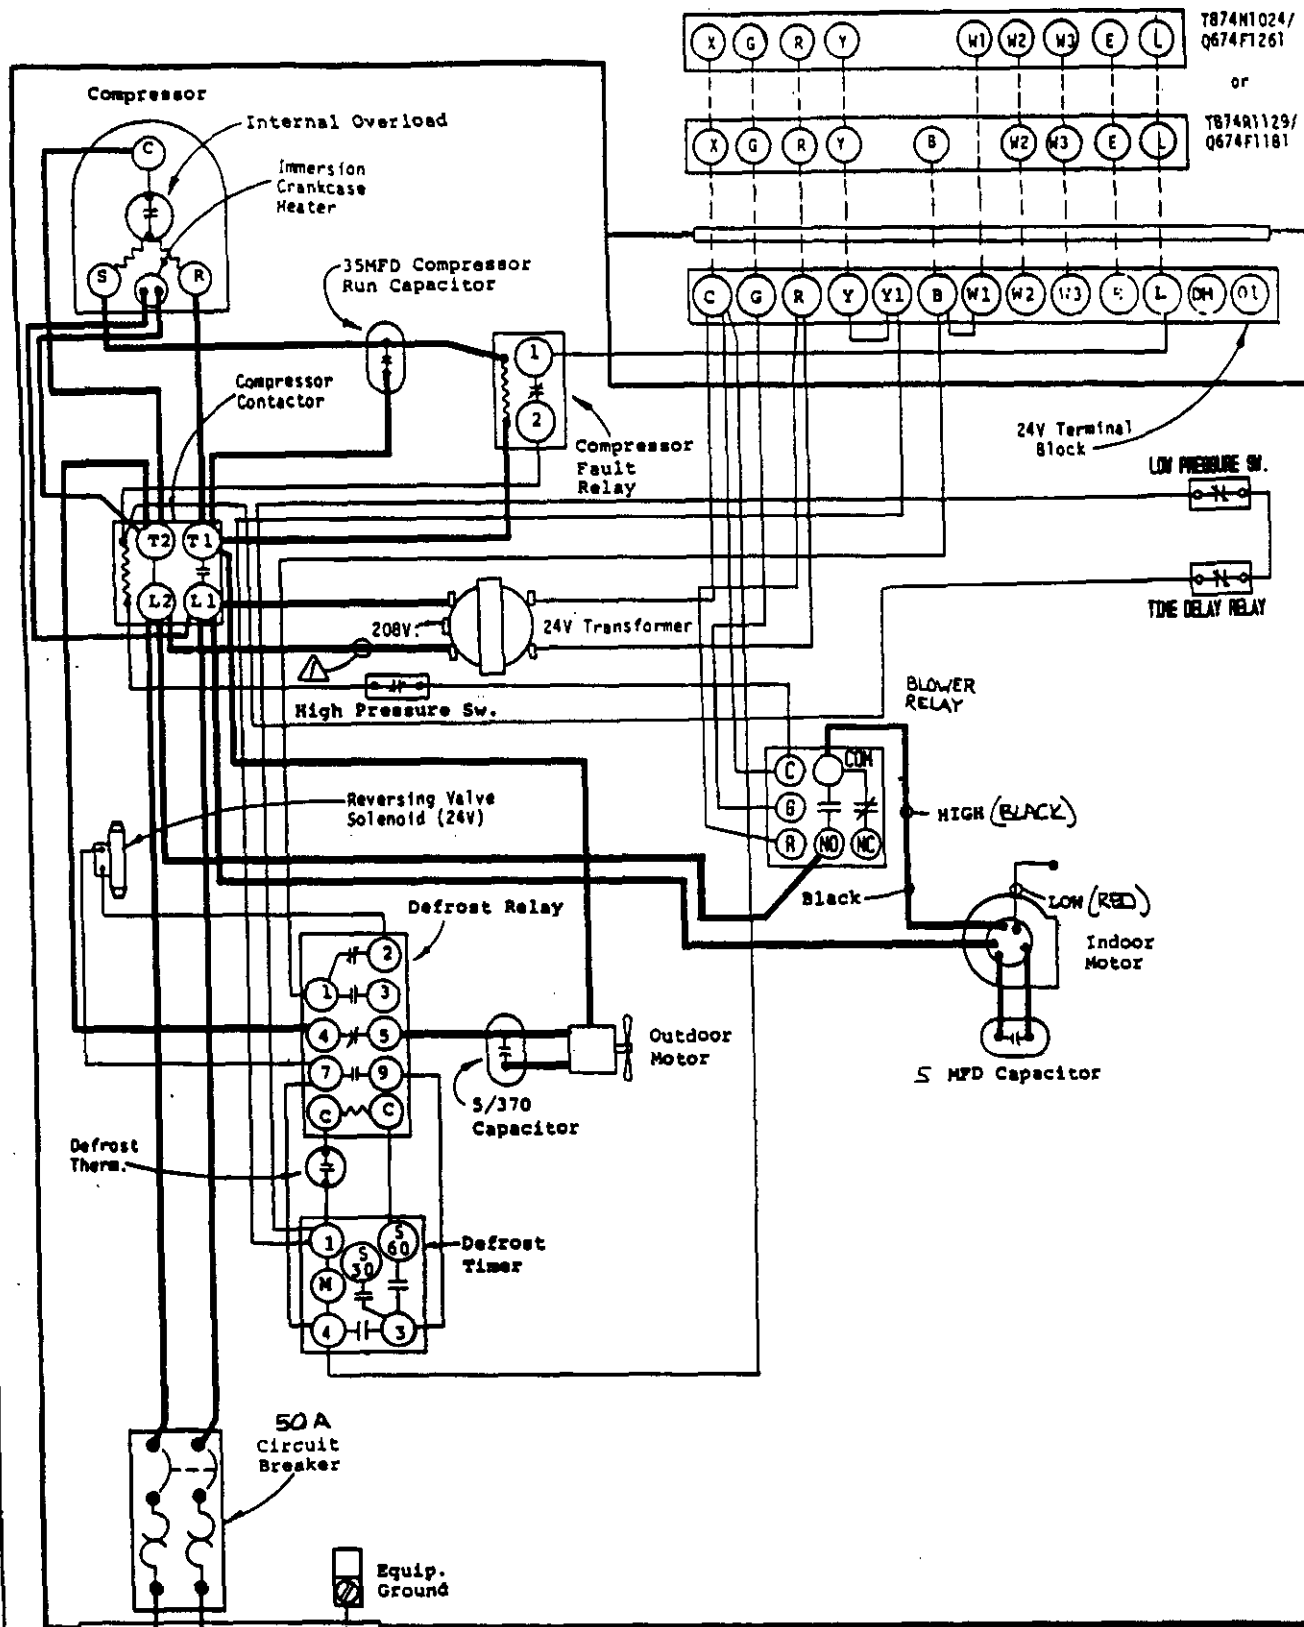 X G R Y W1 W2 W3 E L
T874N1024/
Q674F1261
or
X G R Y B W2 W3 E L
T874R1129/
Q674F1181
Compressor
Internal Overload
Immersion
Crankcase
Heater
C
S
R
35MFD Compressor
Run Capacitor
C G R Y Y1 B W1 W2 W3 E L DH O1
1
2
Compressor
Contactor
Compressor
Fault
Relay
24V Terminal
Block
LOW PRESSURE SW.
T2 T1
L2 L1
208V.
24V Transformer
TIME DELAY RELAY
High Pressure Sw.
BLOWER
RELAY
C
COM
G
R NO NC
HIGH (BLACK)
Reversing Valve
Solenoid (24V)
Black
LOW (RED)
Indoor
Motor
Defrost Relay
2
1 3
4 5
7 9
C C
Outdoor
Motor
5 MFD Capacitor
5/370
Capacitor
Defrost
Therm.
1
S
30
S
60
M
4 3
Defrost
Timer
50A
Circuit
Breaker
Equip.
Ground